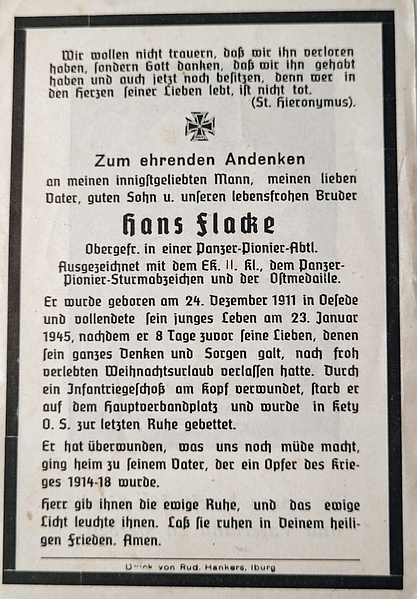 Wir wollen nicht trauern, daß wir ihn verloren
haben, sondern Gott danken, daß wir ihn gehabt
haben und auch jetzt noch besitzen, denn wer in
den Herzen seiner Lieben lebt, ist nicht tot.
(St. Hieronymus).
Zum ehrenden Andenken
an meinen innigstgeliebten Mann, meinen lieben
Vater, guten Sohn u. unseren lebensfrohen Bruder
Hans Flacke
Obergefr. in einer Panzer-Pionier-Abtl.
Ausgezeichnet mit dem EK. II. Kl., dem Panzer-
Pionier-Sturmabzeichen und der Ostmedaille.
Er wurde geboren am 24. Dezember 1911 in Oesede
und vollendete sein junges Leben am 23. Januar
1945, nachdem er 8 Tage zuvor seine Lieben, denen
sein ganzes Denken und Sorgen galt, nach froh
verlebten Weihnachtsurlaub verlassen hatte. Durch
ein Infantriegeschoß am Kopf verwundet, starb er
auf dem Hauptverbandplatz und wurde in Kety
O. S. zur letzten Ruhe gebettet.
Er hat überwunden, was uns noch müde macht,
ging heim zu seinem Vater, der ein Opfer des Krie-
ges 1914-18 wurde.
Herr gib ihnen die ewige Ruhe, und das ewige
Licht leuchte ihnen. Laß sie ruhen in Deinem heili-
gen Frieden. Amen.
Druck von Rud. Hankers, Iburg